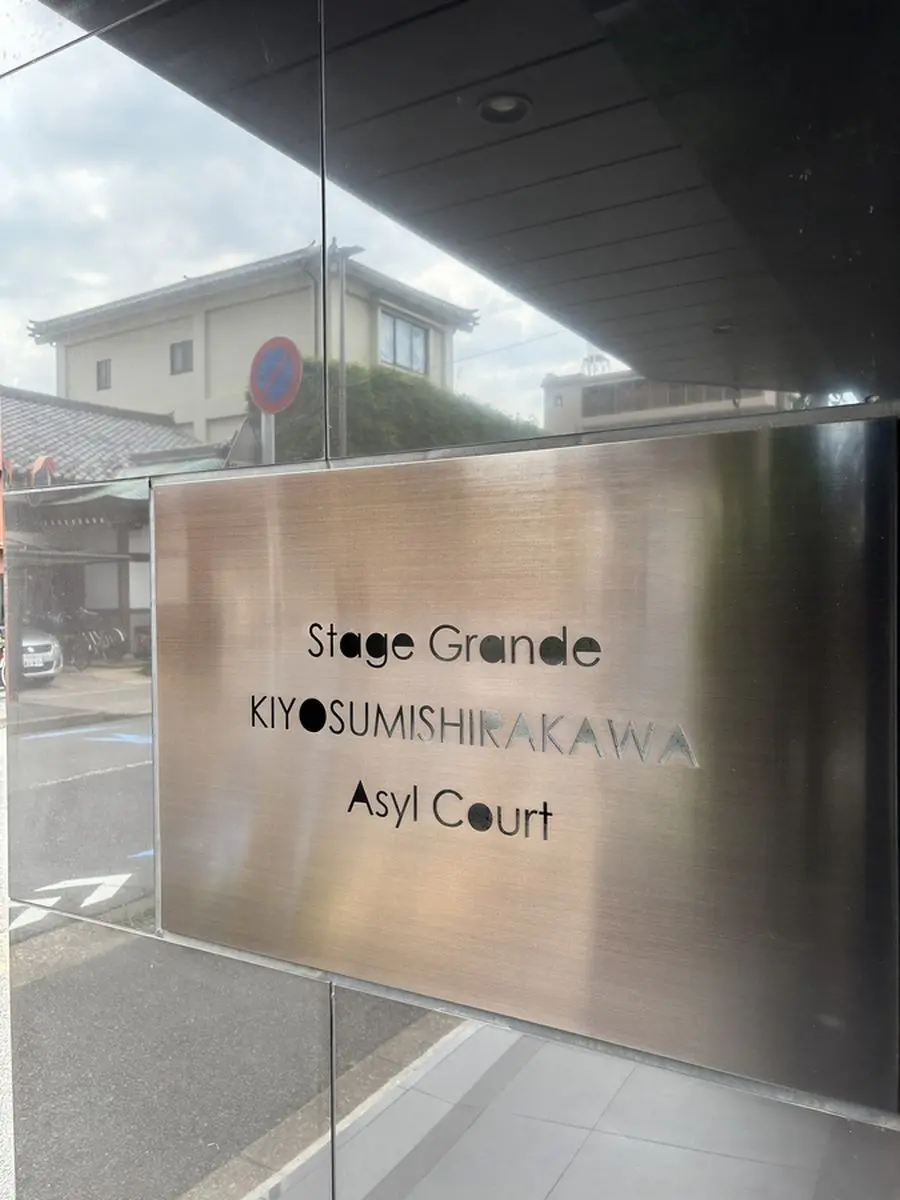 Stage Grande
KIYOSUMISHIRAKAWA
Asyl Court